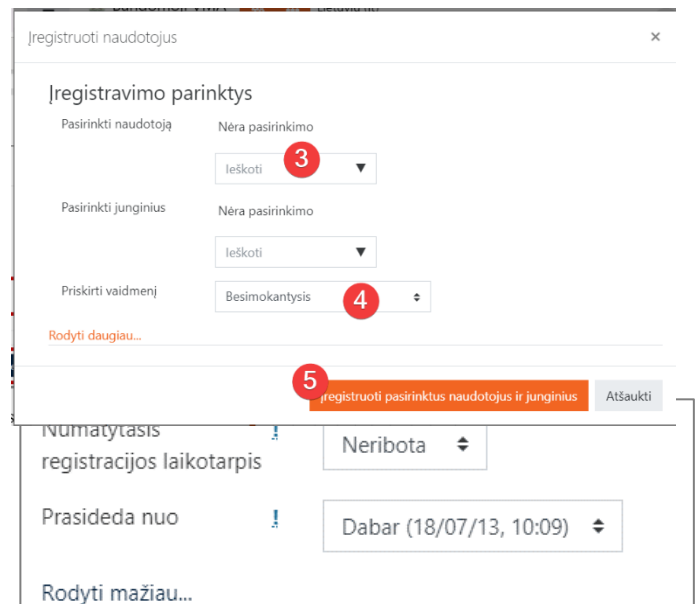 Bandomoji VMA
Įregistruoti naudotojus ×
Įregistravimo parinktys
Pasirinkti naudotoją
Nėra pasirinkimo
Ieškoti 3 ▼
Pasirinkti junginius
Nėra pasirinkimo
Ieškoti ▼
Priskirti vaidmenį
Besimokantysis 4
Rodyti daugiau...
5
Įregistruoti pasirinktus naudotojus ir junginius
Atšaukti
Numatytasis
registracijos laikotarpis
!
Neribota
Prasideda nuo
!
Dabar (18/07/13, 10:09)
Rodyti mažiau...